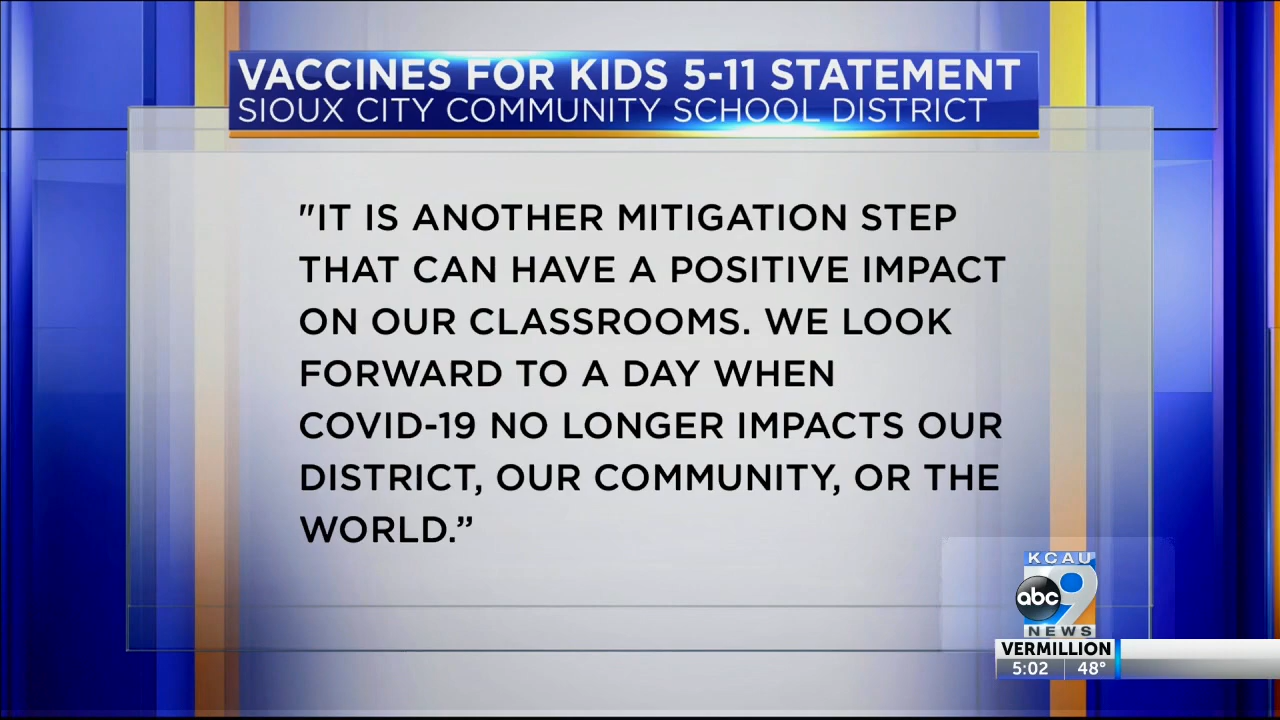 VACCINES FOR KIDS 5-11 STATEMENT
SIOUX CITY COMMUNITY SCHOOL DISTRICT
"IT IS ANOTHER MITIGATION STEP
THAT CAN HAVE A POSITIVE IMPACT
ON OUR CLASSROOMS. WE LOOK
FORWARD TO A DAY WHEN
COVID-19 NO LONGER IMPACTS OUR
DISTRICT, OUR COMMUNITY, OR THE
WORLD.”
KCAU
abc 9
NEWS
VERMILLION
5:02 48°